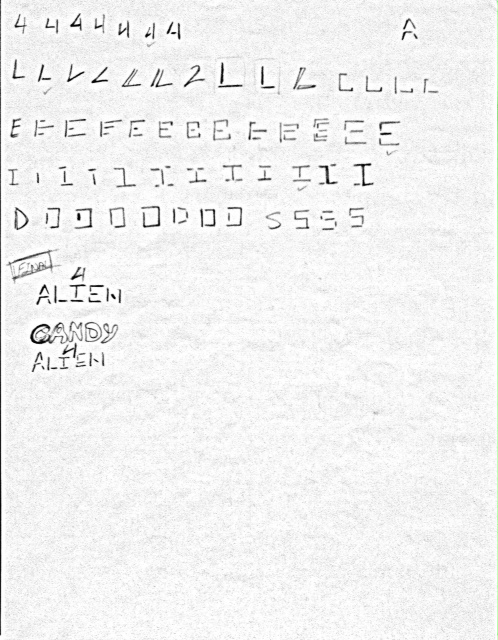 4 4 4 4 4 4 4 A
L L L L L L 2 L L L L L L L
E E E E E E E E E E E E E
I I I I I I I I I I I I I
D D D D D D D D S S S S
FINAL
4
ALIEN
CANDY
4
ALIEN